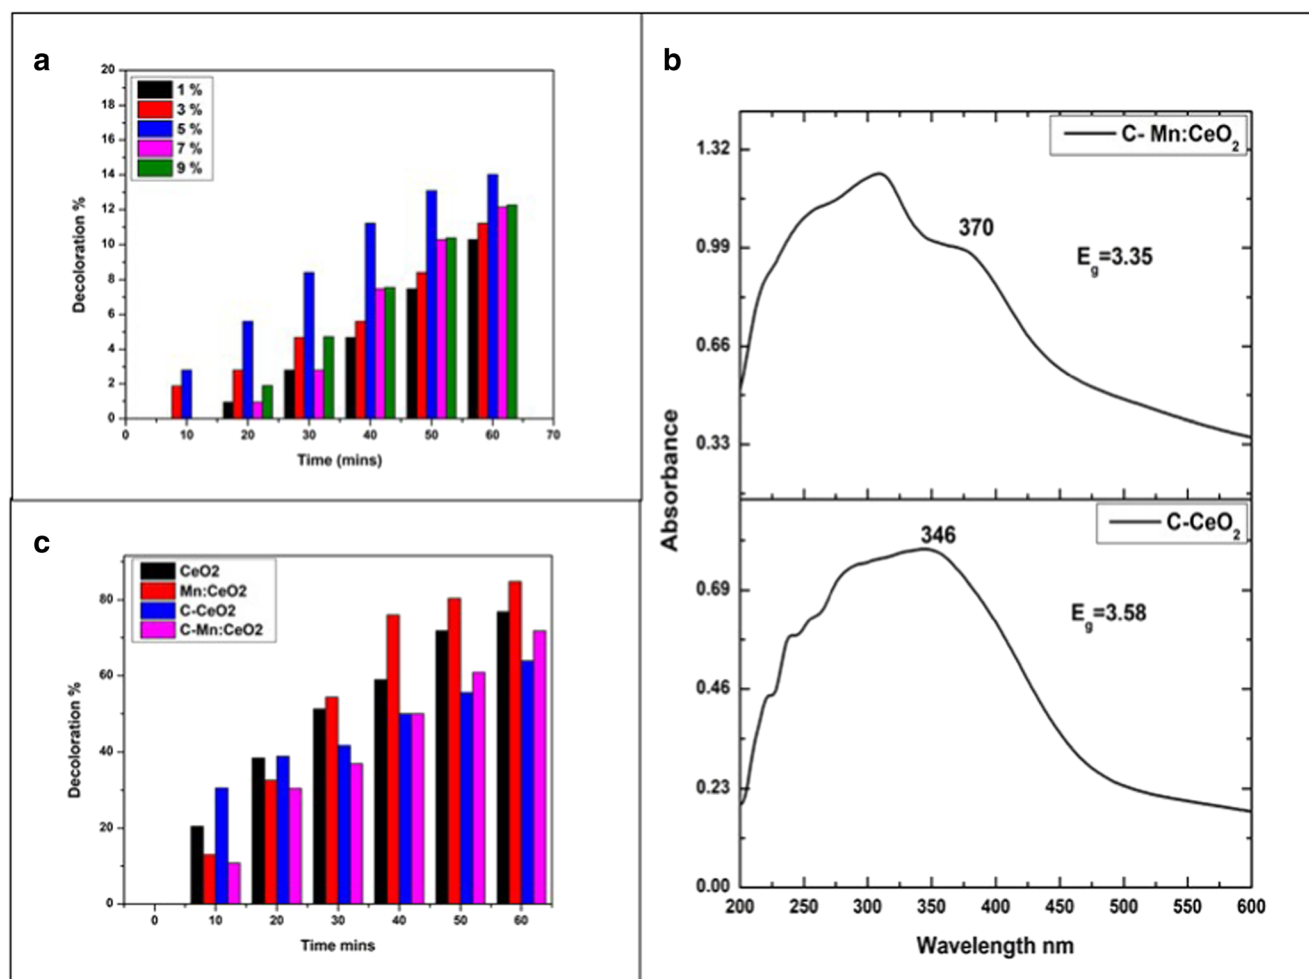 a
20
18
16
14
12
10
8
6
4
2
0
1 %
3 %
5 %
7 %
9 %
Decoloration %
0 10 20 30 40 50 60 70
Time (mins)
b
C- Mn:CeO₂
1.32
0.99
0.66
0.33
370
E_g=3.35
Absorbance
C-CeO₂
346
E_g=3.58
0.69
0.46
0.23
0.00
200 250 300 350 400 450 500 550 600
Wavelength nm
c
CeO2
Mn:CeO2
C-CeO2
C-Mn:CeO2
80
60
40
20
0
Decoloration %
0 10 20 30 40 50 60
Time mins